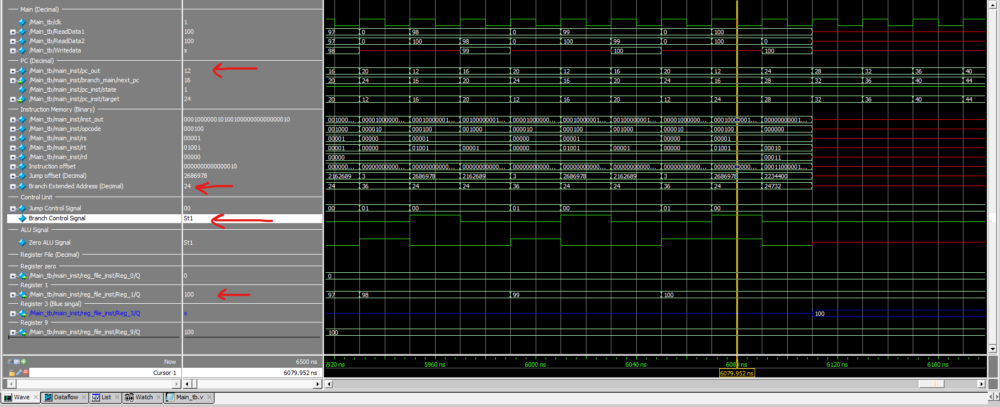 Main (Decimal)
/Main_tb/clk 1
/Main_tb/ReadData1 100 97 0 98 0 99 0 100
/Main_tb/ReadData2 100 97 0 100 98 0 100 99 0 100 0
/Main_tb/Writedata x 98 99 100 100
PC (Decimal)
/Main_tb/main_inst/pc_out 12 16 20 12 16 20 12 16 20 12 24 28 32 36 40
/Main_tb/main_inst/branch_main/next_pc 16 20 24 16 20 24 16 20 24 16 28 32 36 40 44
/Main_tb/main_inst/pc_inst/state 1
/Main_tb/main_inst/pc_inst/target 24 20 12 16 20 12 16 20 12 24 28 32 36 40 44
Instruction Memory (Binary)
/Main_tb/main_inst/inst_out 00010000001010010000000000000010 001000... 00001000000... 00010000001... 00100000001... 00001000000... 00010000001... 00100000001... 00001000000... 00010000001... 00000000001...
/Main_tb/main_inst/opcode 000100 001000 000010 000100 001000 000010 000100 001000 000010 000100 000000
/Main_tb/main_inst/rs 00001 00001 00000 00001 00000 00001 00000 00001
/Main_tb/main_inst/rt 01001 00001 00000 01001 00001 00000 01001 00001 00000 01001 00010
/Main_tb/main_inst/rd 00000 00000 00011
Instruction offset 0000000000000010 000000... 00000000000... 00000000000... 00000000000... 00000000000... 00000000000... 00000000000... 00000000000... 00000000000... 00011000001...
Jump offset (Decimal) 2686978 2162689 3 2686978 2162689 3 2686978 2162689 3 2686978 2234400
Branch Extended Address (Decimal) 24 24 36 24 24 36 24 24 36 24 24732
Control Unit
Jump Control Signal 00 00 01 00 01 00 01 00
Branch Control Signal St1
ALU Signal
Zero ALU Signal St1
Register File (Decimal)
Register zero
/Main_tb/main_inst/reg_file_inst/Reg_0/Q 0 0
Register 1
/Main_tb/main_inst/reg_file_inst/Reg_1/Q 100 97 98 99 100
Register 3 (Blue singal)
/Main_tb/main_inst/reg_file_inst/Reg_3/Q x 100
Register 9
/Main_tb/main_inst/reg_file_inst/Reg_9/Q 100 100
Now 6500 ns 5920 ns 5960 ns 6000 ns 6040 ns 6080 ns 6120 ns 6160 ns
Cursor 1 6079.952 ns 6079.952 ns
Wave Dataflow List Watch Main_tb.v